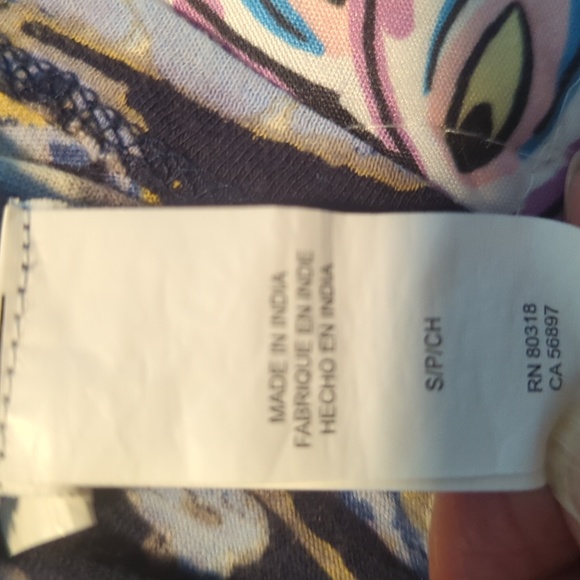 MADE IN INDIA
FABRIQUE EN INDE
HECHO EN INDIA
S/P/CH
RN 80318
CA 56897